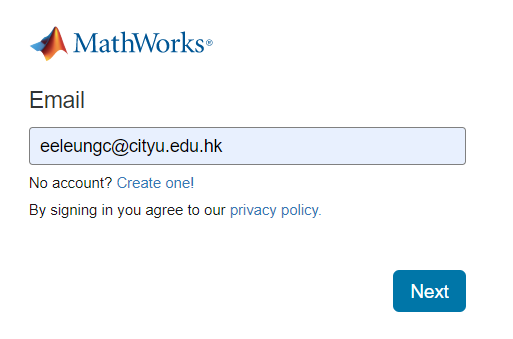 MathWorks®
Email
eeleungc@cityu.edu.hk
No account? Create one!
By signing in you agree to our privacy policy.
Next